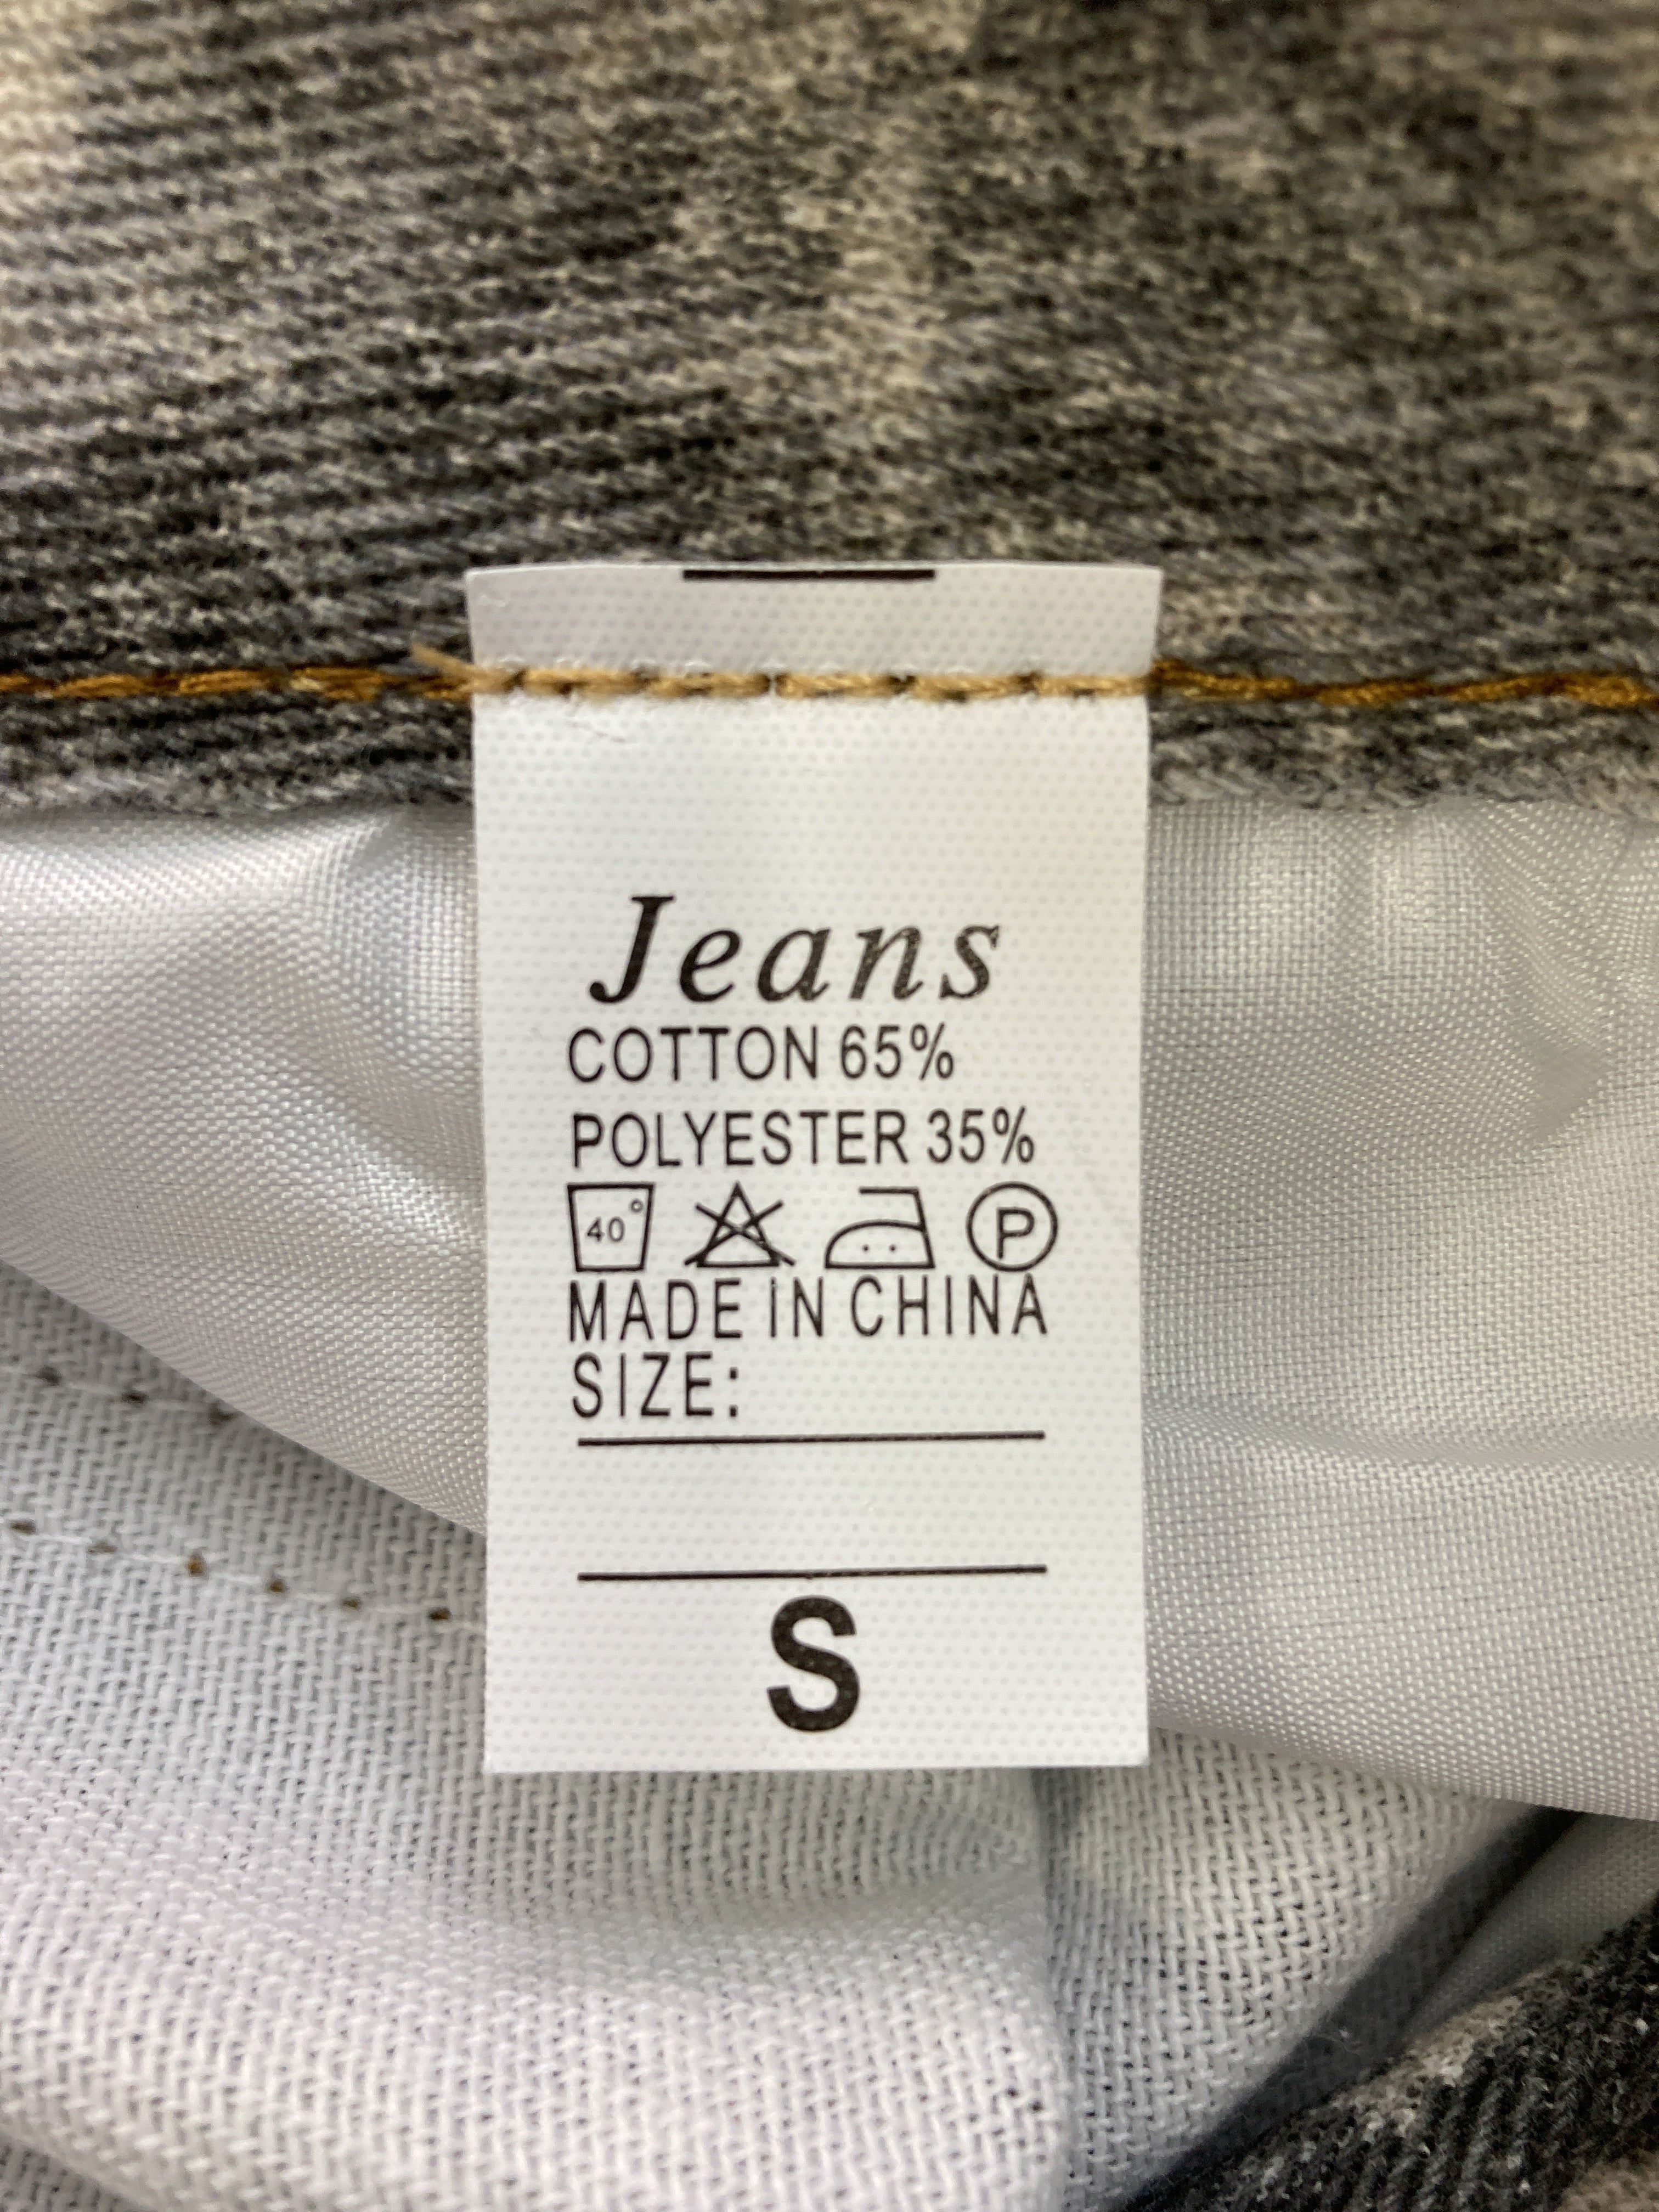 Jeans
COTTON 65%
POLYESTER 35%
40° P
MADE IN CHINA
SIZE:
S